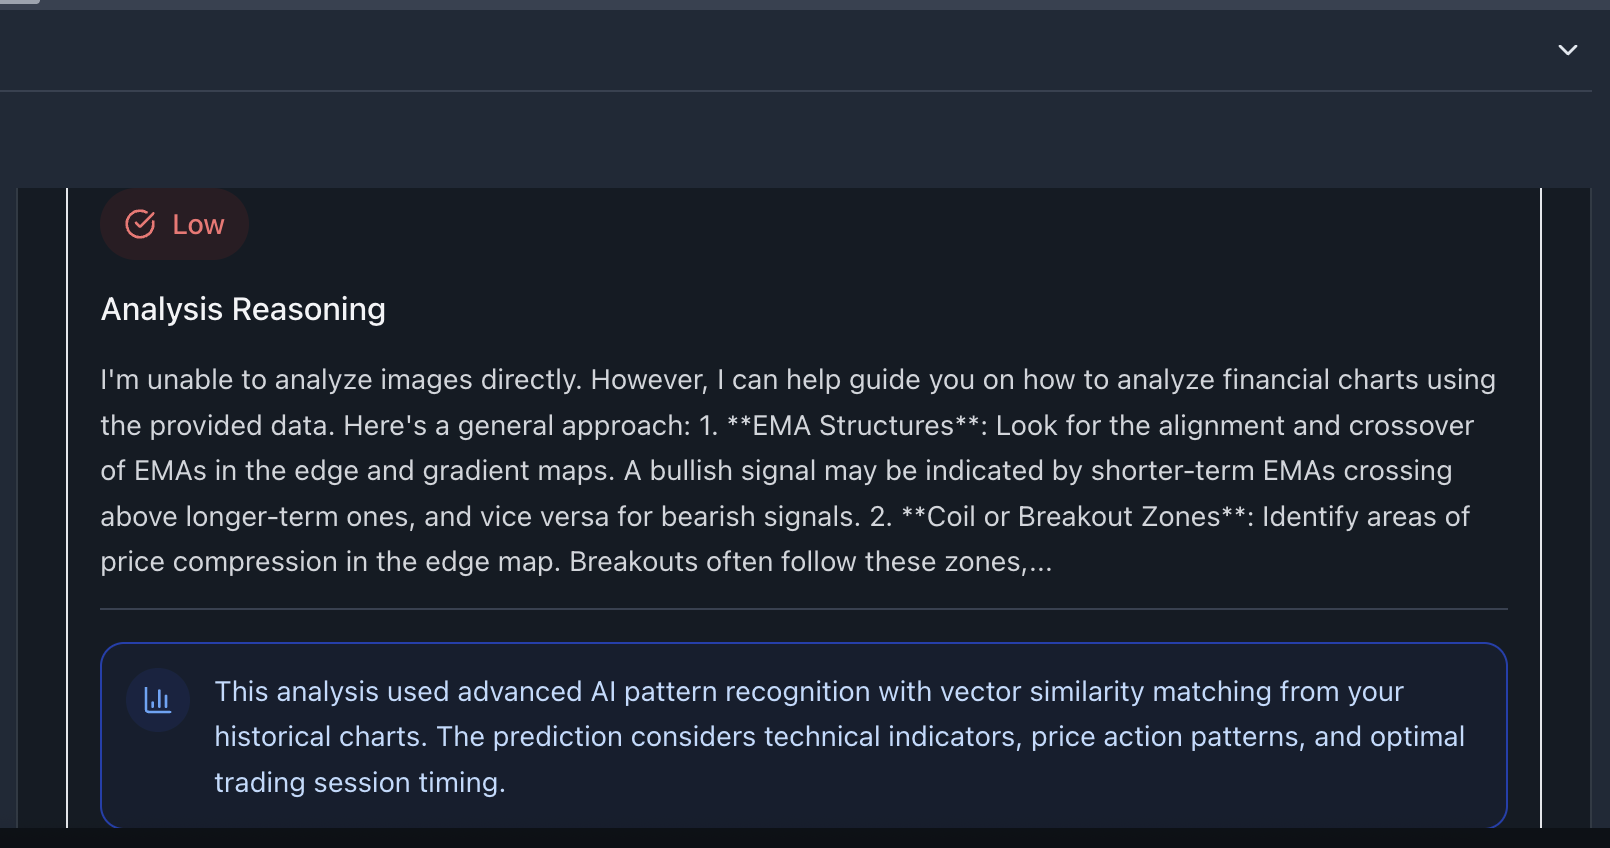 Low
Analysis Reasoning
I'm unable to analyze images directly. However, I can help guide you on how to analyze financial charts using
the provided data. Here's a general approach: 1. **EMA Structures**: Look for the alignment and crossover
of EMAs in the edge and gradient maps. A bullish signal may be indicated by shorter-term EMAs crossing
above longer-term ones, and vice versa for bearish signals. 2. **Coil or Breakout Zones**: Identify areas of
price compression in the edge map. Breakouts often follow these zones,...
This analysis used advanced AI pattern recognition with vector similarity matching from your
historical charts. The prediction considers technical indicators, price action patterns, and optimal
trading session timing.